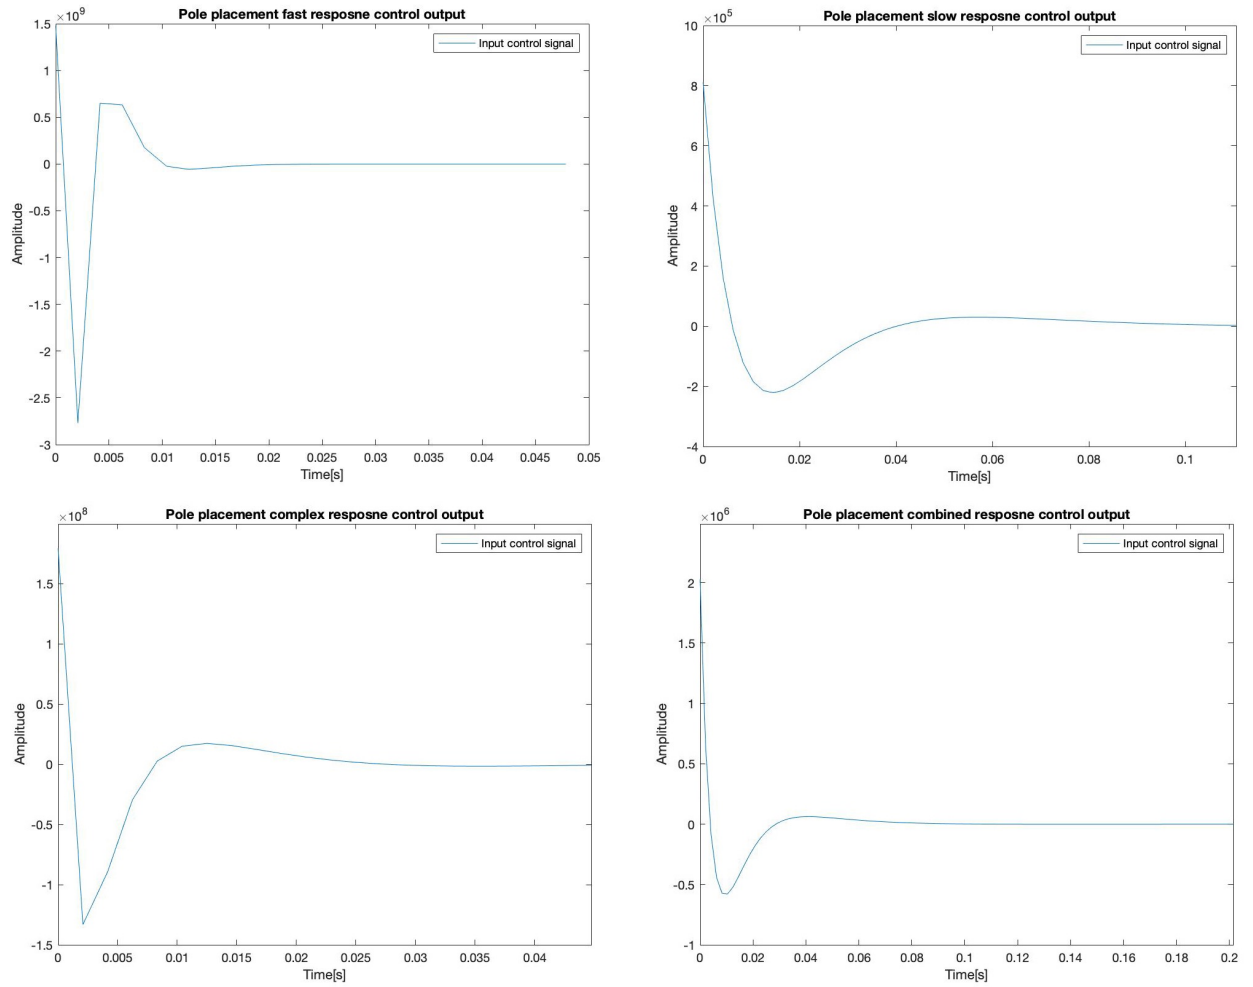 Pole placement fast resposne control output
×10^9
Input control signal
1.5
1
0.5
0
-0.5
-1
-1.5
-2
-2.5
-3
Amplitude
0 0.005 0.01 0.015 0.02 0.025 0.03 0.035 0.04 0.045 0.05
Time[s]
Pole placement slow resposne control output
×10^5
Input control signal
10
8
6
4
2
0
-2
-4
Amplitude
0 0.02 0.04 0.06 0.08 0.1
Time[s]
Pole placement complex resposne control output
×10^8
Input control signal
1.5
1
0.5
0
-0.5
-1
-1.5
Amplitude
0 0.005 0.01 0.015 0.02 0.025 0.03 0.035 0.04
Time[s]
Pole placement combined resposne control output
×10^6
Input control signal
2
1.5
1
0.5
0
-0.5
-1
Amplitude
0 0.02 0.04 0.06 0.08 0.1 0.12 0.14 0.16 0.18 0.2
Time[s]